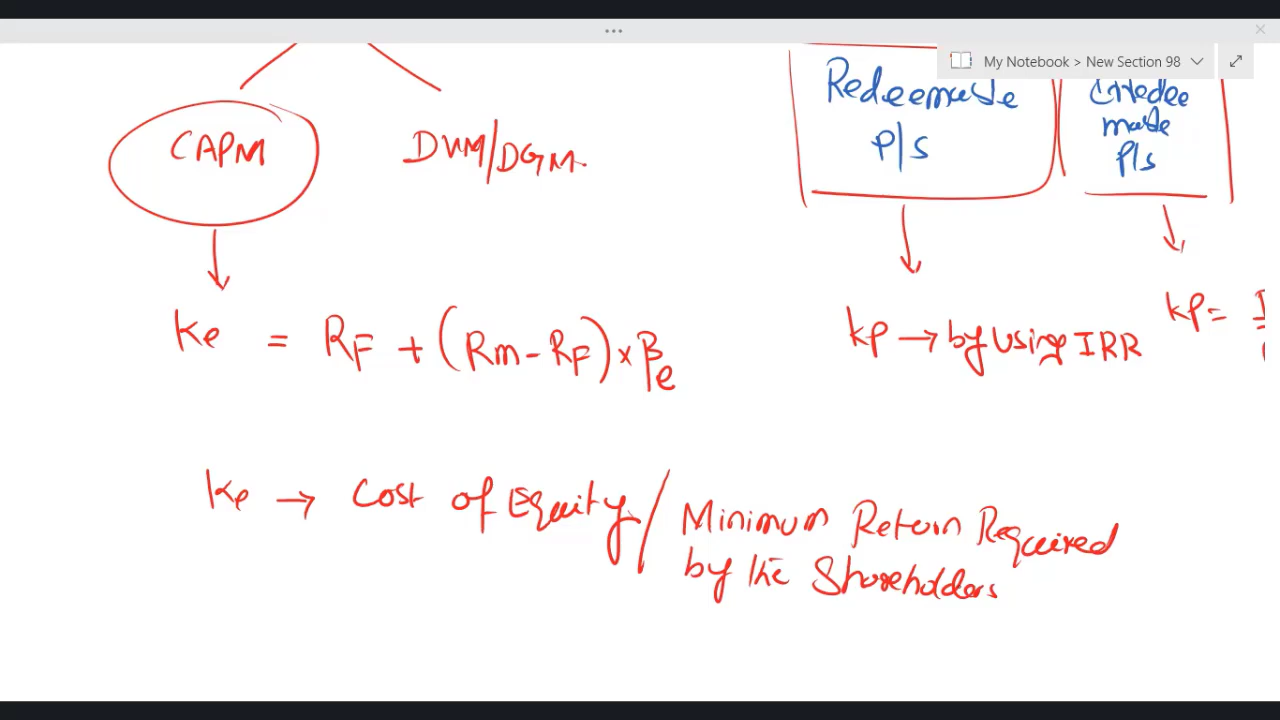 My Notebook > New Section 98
CAPM
DVM/DGM
Redeemable
P/S
P/s
Ke = RF + (Rm - RF) × βe
Kp → by Using IRR
Kp =
Ke → Cost of Equity / Minimum Return Required
by the Shareholders